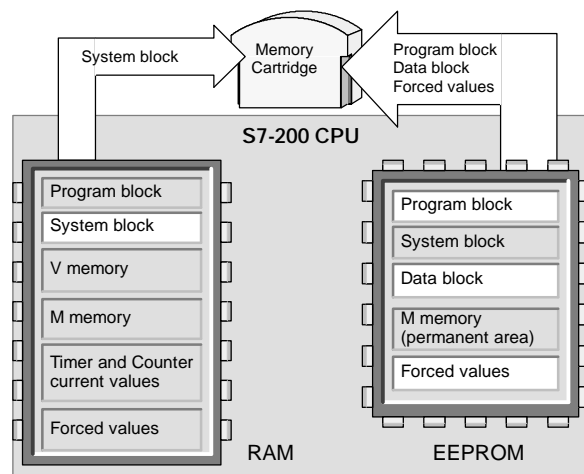 System block
Memory
Cartridge
Program block
Data block
Forced values
S7-200 CPU
Program block
System block
V memory
M memory
Timer and Counter
current values
Forced values
RAM
Program block
System block
Data block
M memory
(permanent area)
Forced values
EEPROM